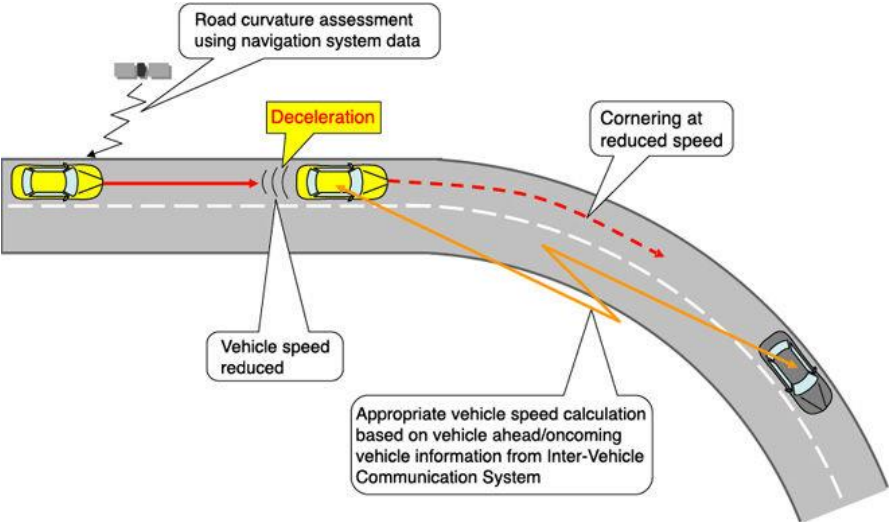 Road curvature assessment
using navigation system data
Deceleration
Cornering at
reduced speed
Vehicle speed
reduced
Appropriate vehicle speed calculation
based on vehicle ahead/oncoming
vehicle information from Inter-Vehicle
Communication System